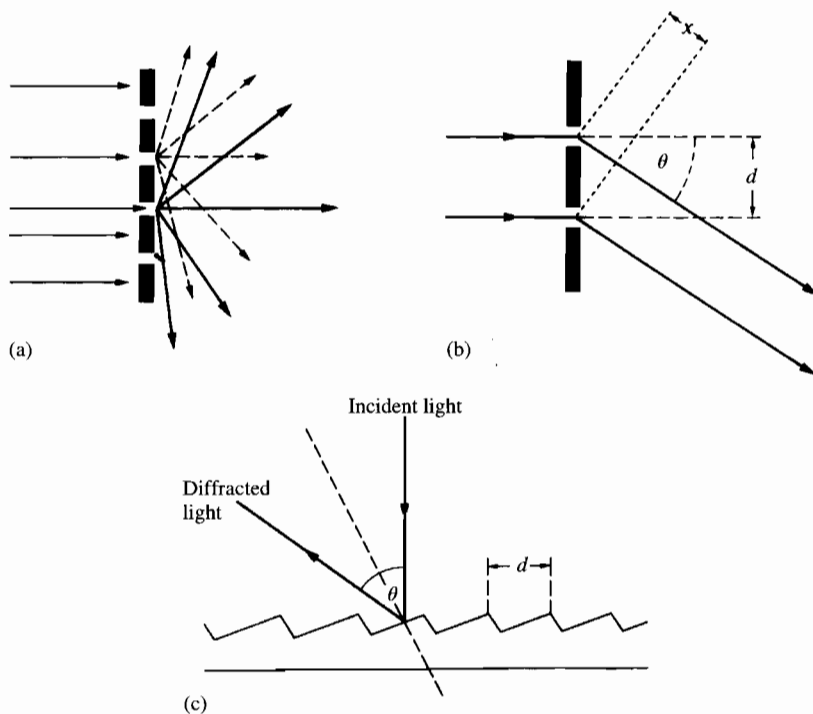 x
θ
d
(a)
(b)
Incident light
Diffracted
light
d
θ
(c)